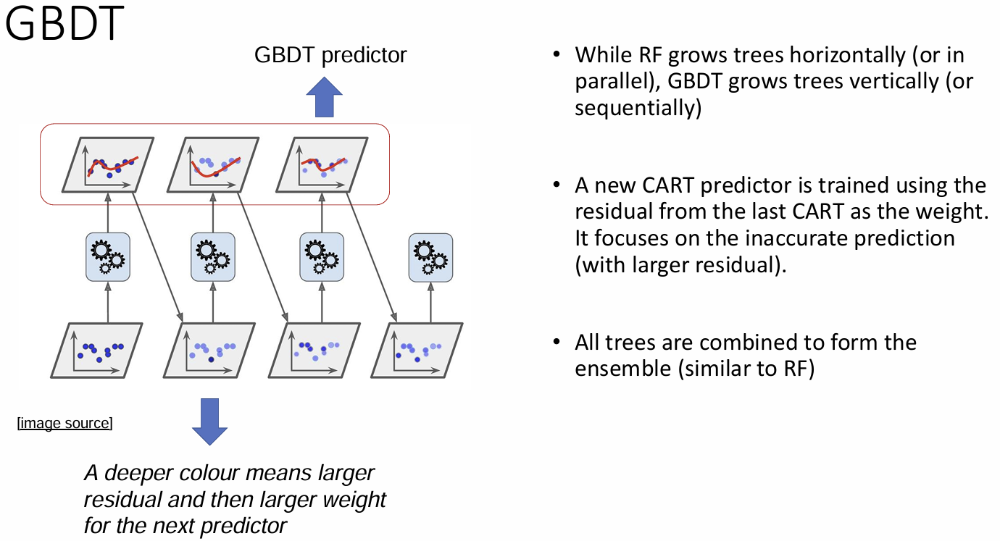 GBDT
GBDT predictor
[image source]
A deeper colour means larger
residual and then larger weight
for the next predictor
• While RF grows trees horizontally (or in
parallel), GBDT grows trees vertically (or
sequentially)
• A new CART predictor is trained using the
residual from the last CART as the weight.
It focuses on the inaccurate prediction
(with larger residual).
• All trees are combined to form the
ensemble (similar to RF)